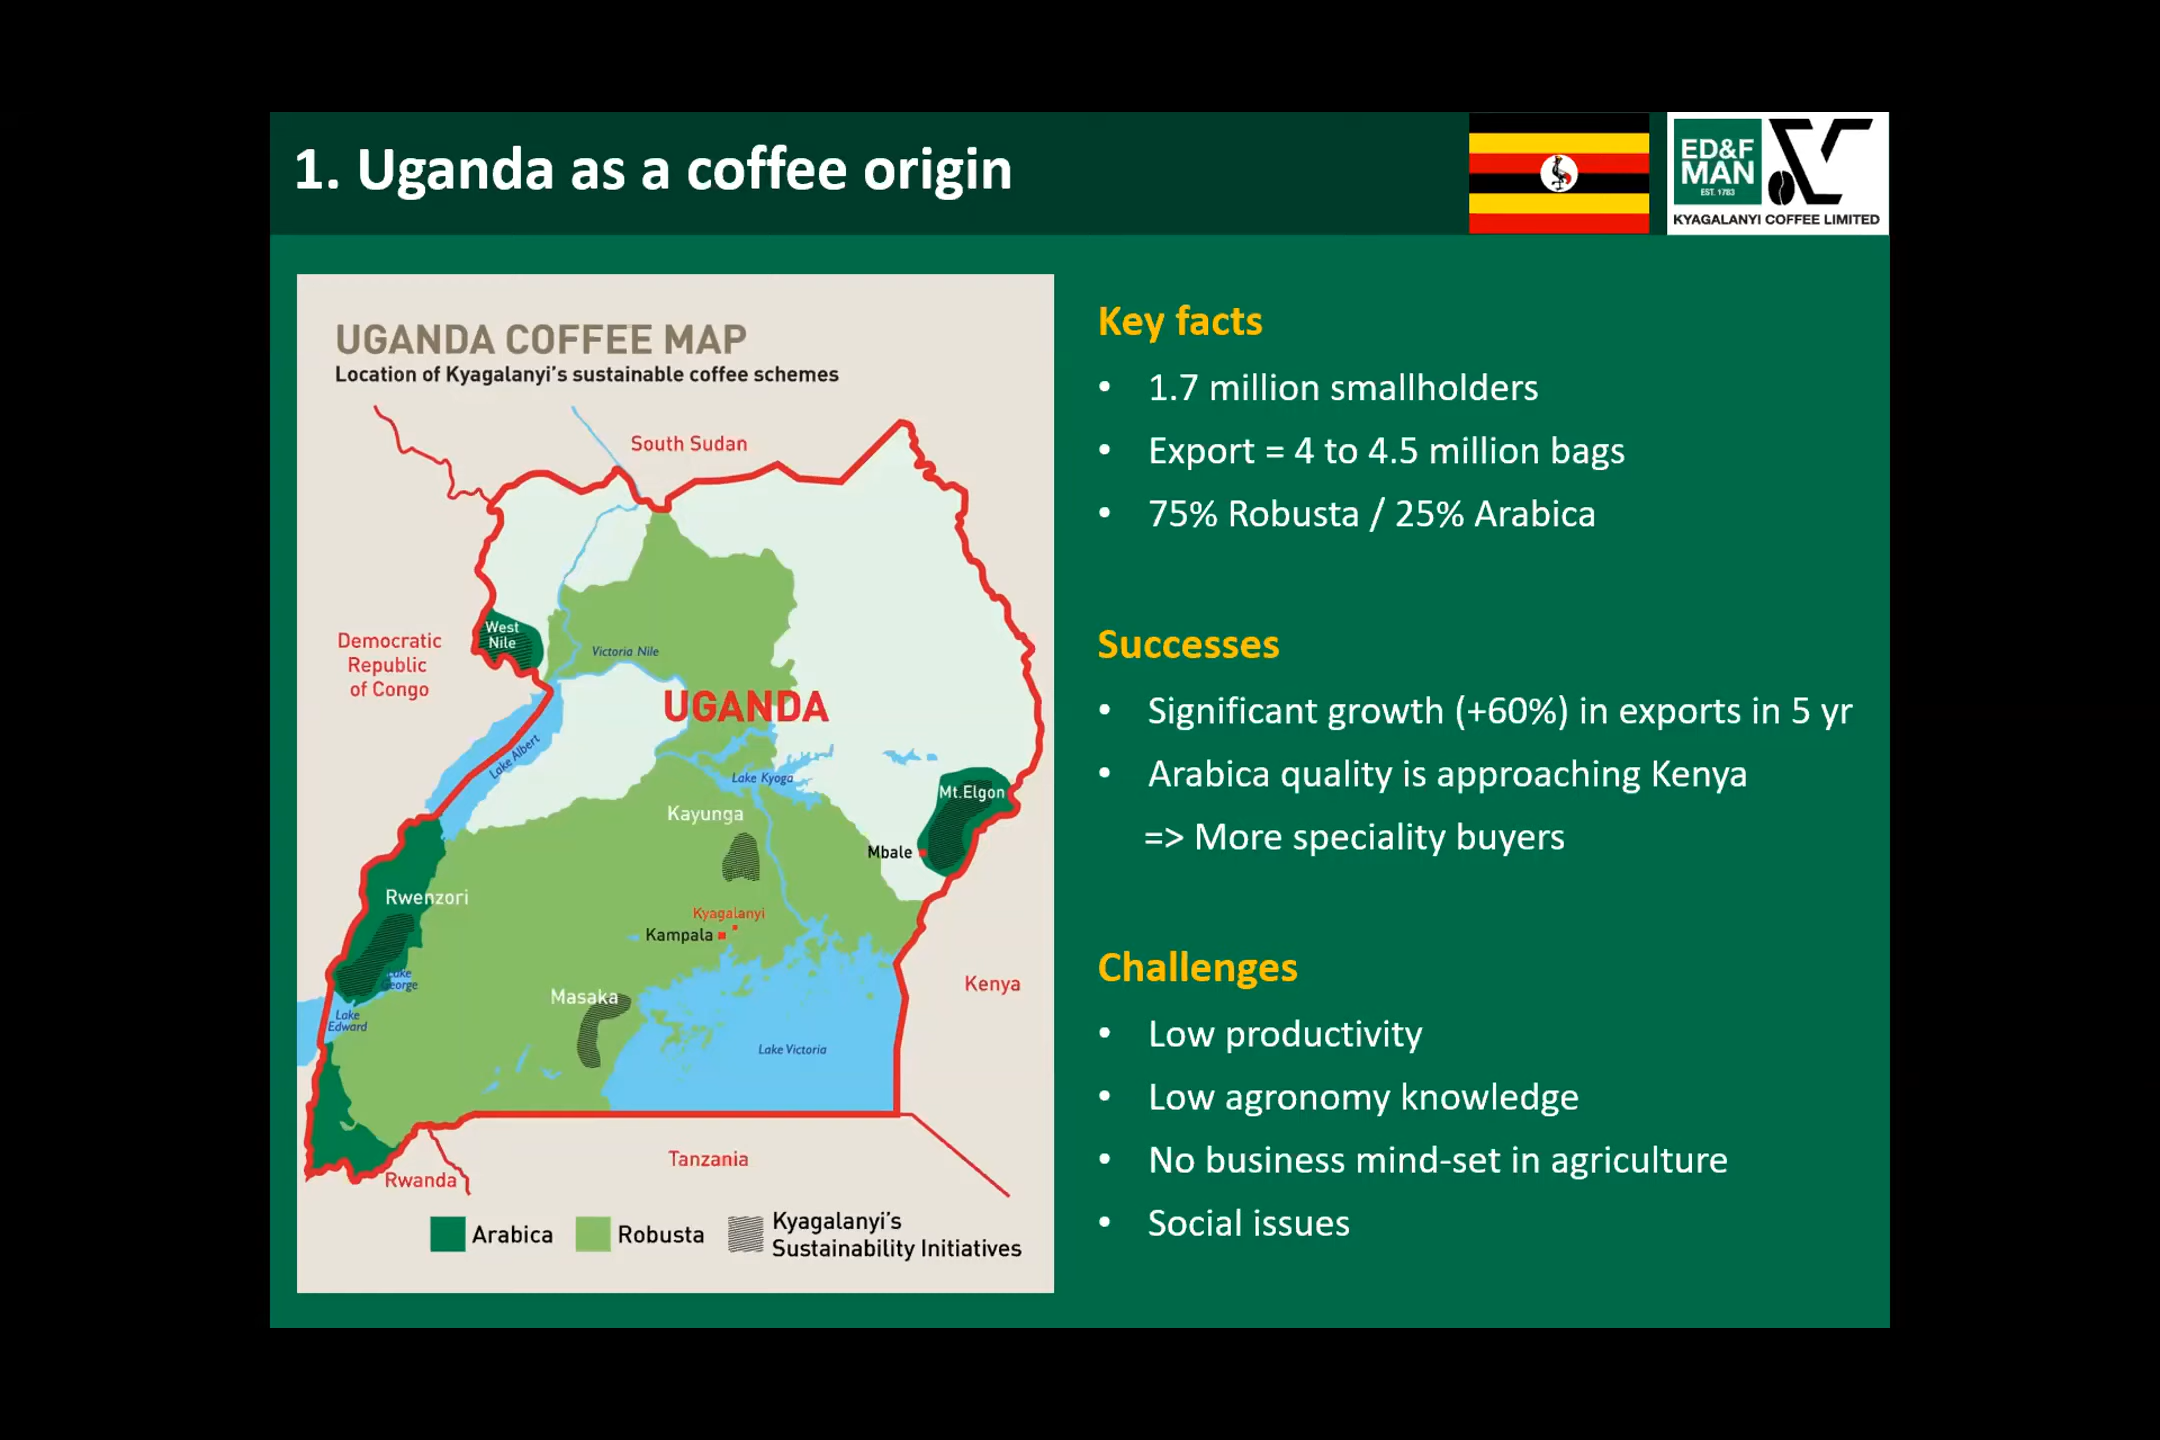 1. Uganda as a coffee origin
ED&F
MAN
EST. 1783
KYAGALANYI COFFEE LIMITED
UGANDA COFFEE MAP
Location of Kyagalanyi's sustainable coffee schemes
South Sudan
West
Nile
Democratic
Republic
of Congo
Victoria Nile
UGANDA
Lake Albert
Lake Kyoga
Mt.Elgon
Kayunga
Mbale
Rwenzori
Kyagalanyi
Kampala
Lake
George
Kenya
Masaka
Lake
Edward
Lake Victoria
Tanzania
Rwanda
Arabica
Robusta
Kyagalanyi's
Sustainability Initiatives
Key facts
• 1.7 million smallholders
• Export = 4 to 4.5 million bags
• 75% Robusta / 25% Arabica
Successes
• Significant growth (+60%) in exports in 5 yr
• Arabica quality is approaching Kenya
=> More speciality buyers
Challenges
• Low productivity
• Low agronomy knowledge
• No business mind-set in agriculture
• Social issues